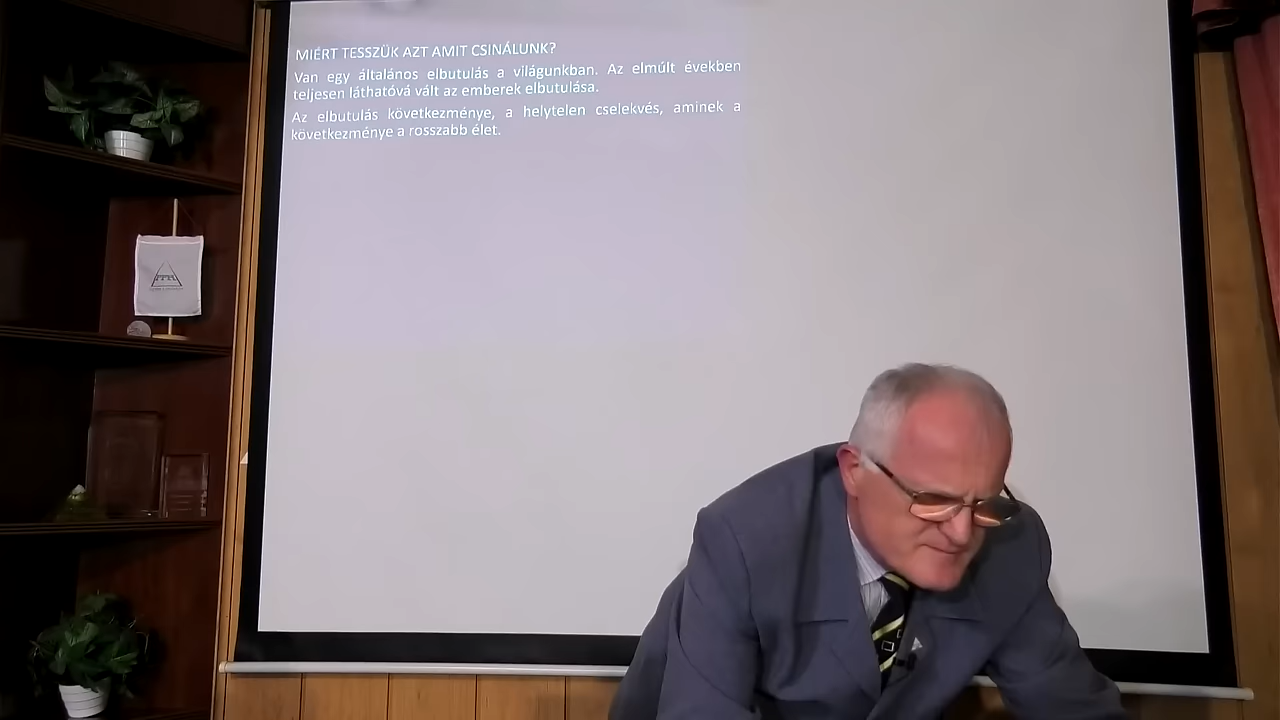 MIÉRT TESSZÜK AZT AMIT CSINÁLUNK?
Van egy általános elbutulás a világunkban. Az elmúlt években
teljesen láthatóvá vált az emberek elbutulása.
Az elbutulás következménye, a helytelen cselekvés, aminek a
következménye a rosszabb élet.